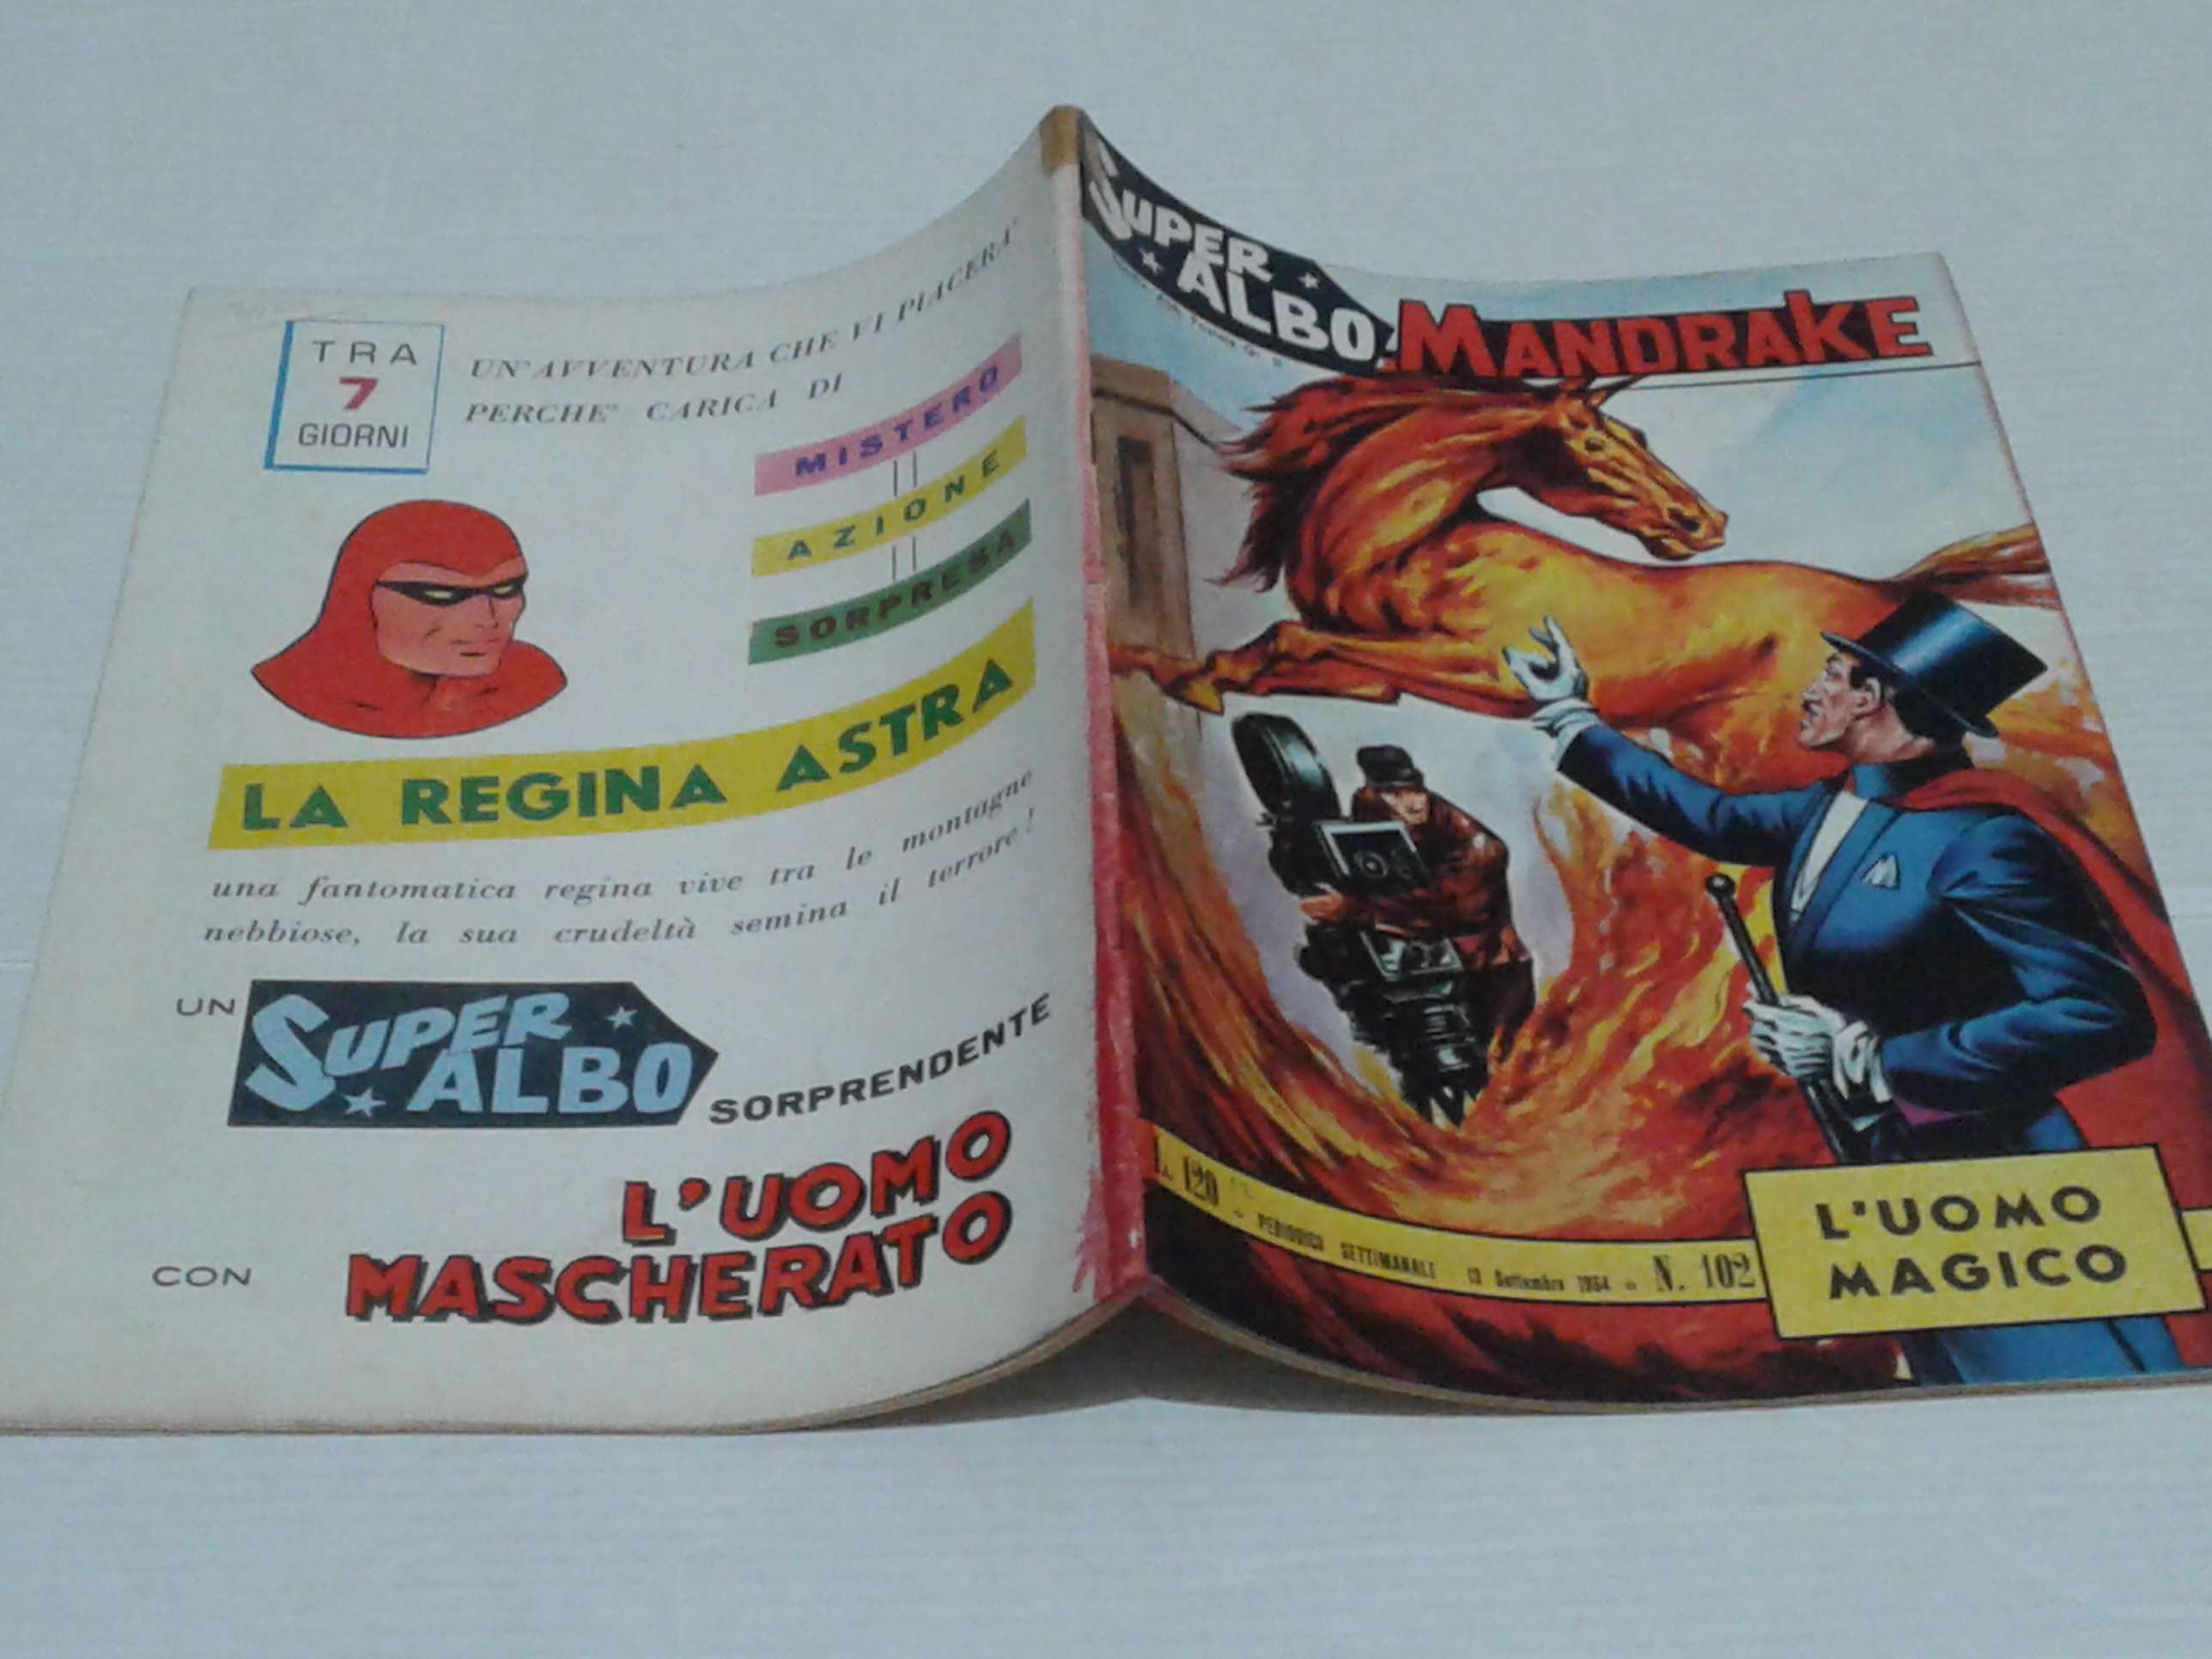 TRA
7
GIORNI
UN'AVVENTURA CHE VI PIACERA'
PERCHE' CARICA DI
MISTERO
AZIONE
SORPRESA
LA REGINA ASTRA
una fantomatica regina vive tra le montagne
nebbiose, la sua crudeltà semina il terrore!
UN SUPER ALBO SORPRENDENTE
CON L'UOMO
MASCHERATO
SUPER
ALBO
MANDRAKE
L. 120 - PERIODICO SETTIMANALE 13 Settembre 1964 - N. 102
L'UOMO
MAGICO